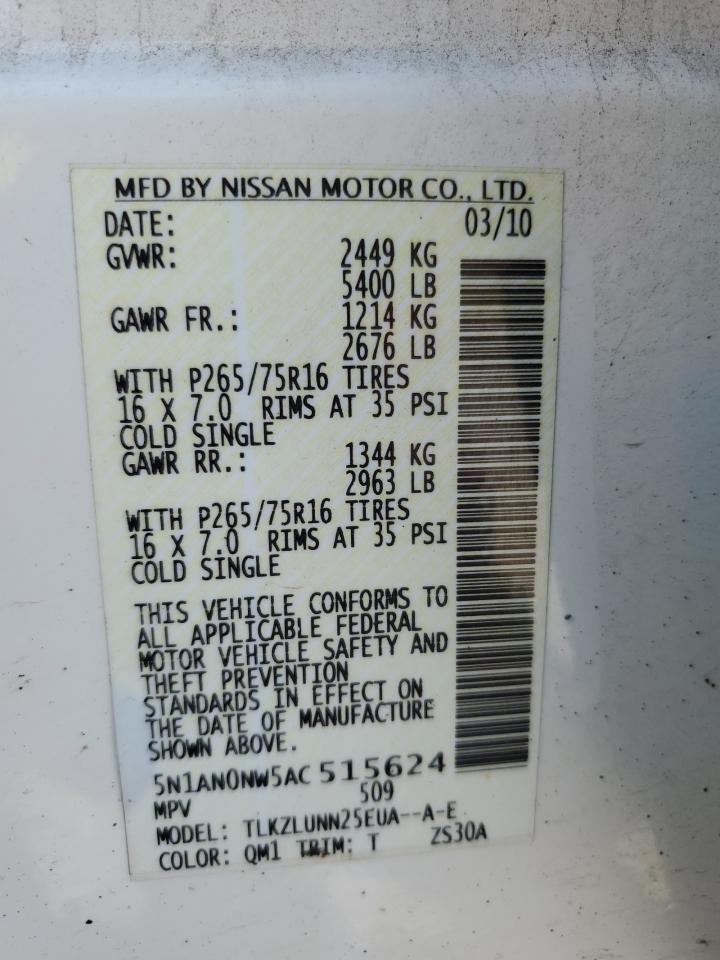 MFD BY NISSAN MOTOR CO., LTD.
DATE: 03/10
GVWR: 2449 KG
5400 LB
GAWR FR.: 1214 KG
2676 LB
WITH P265/75R16 TIRES
16 X 7.0 RIMS AT 35 PSI
COLD SINGLE
GAWR RR.: 1344 KG
2963 LB
WITH P265/75R16 TIRES
16 X 7.0 RIMS AT 35 PSI
COLD SINGLE
THIS VEHICLE CONFORMS TO
ALL APPLICABLE FEDERAL
MOTOR VEHICLE SAFETY AND
THEFT PREVENTION
STANDARDS IN EFFECT ON
THE DATE OF MANUFACTURE
SHOWN ABOVE.
5N1AN0NW5AC 515624
MPV 509
MODEL: TLKZLUNN25EUA--A-E
COLOR: QM1 TRIM: T ZS30A